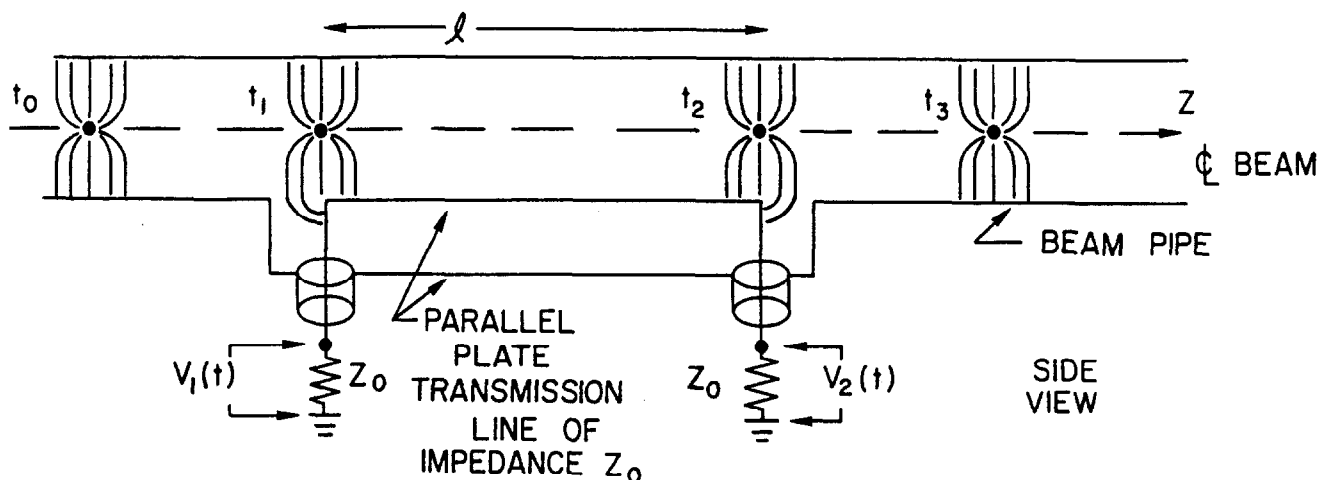 ℓ
t₀
t₁
t₂
t₃
Z
℄ BEAM
BEAM PIPE
PARALLEL
PLATE
TRANSMISSION
LINE OF
IMPEDANCE Z₀
V₁(t)
Z₀
Z₀
V₂(t)
SIDE
VIEW